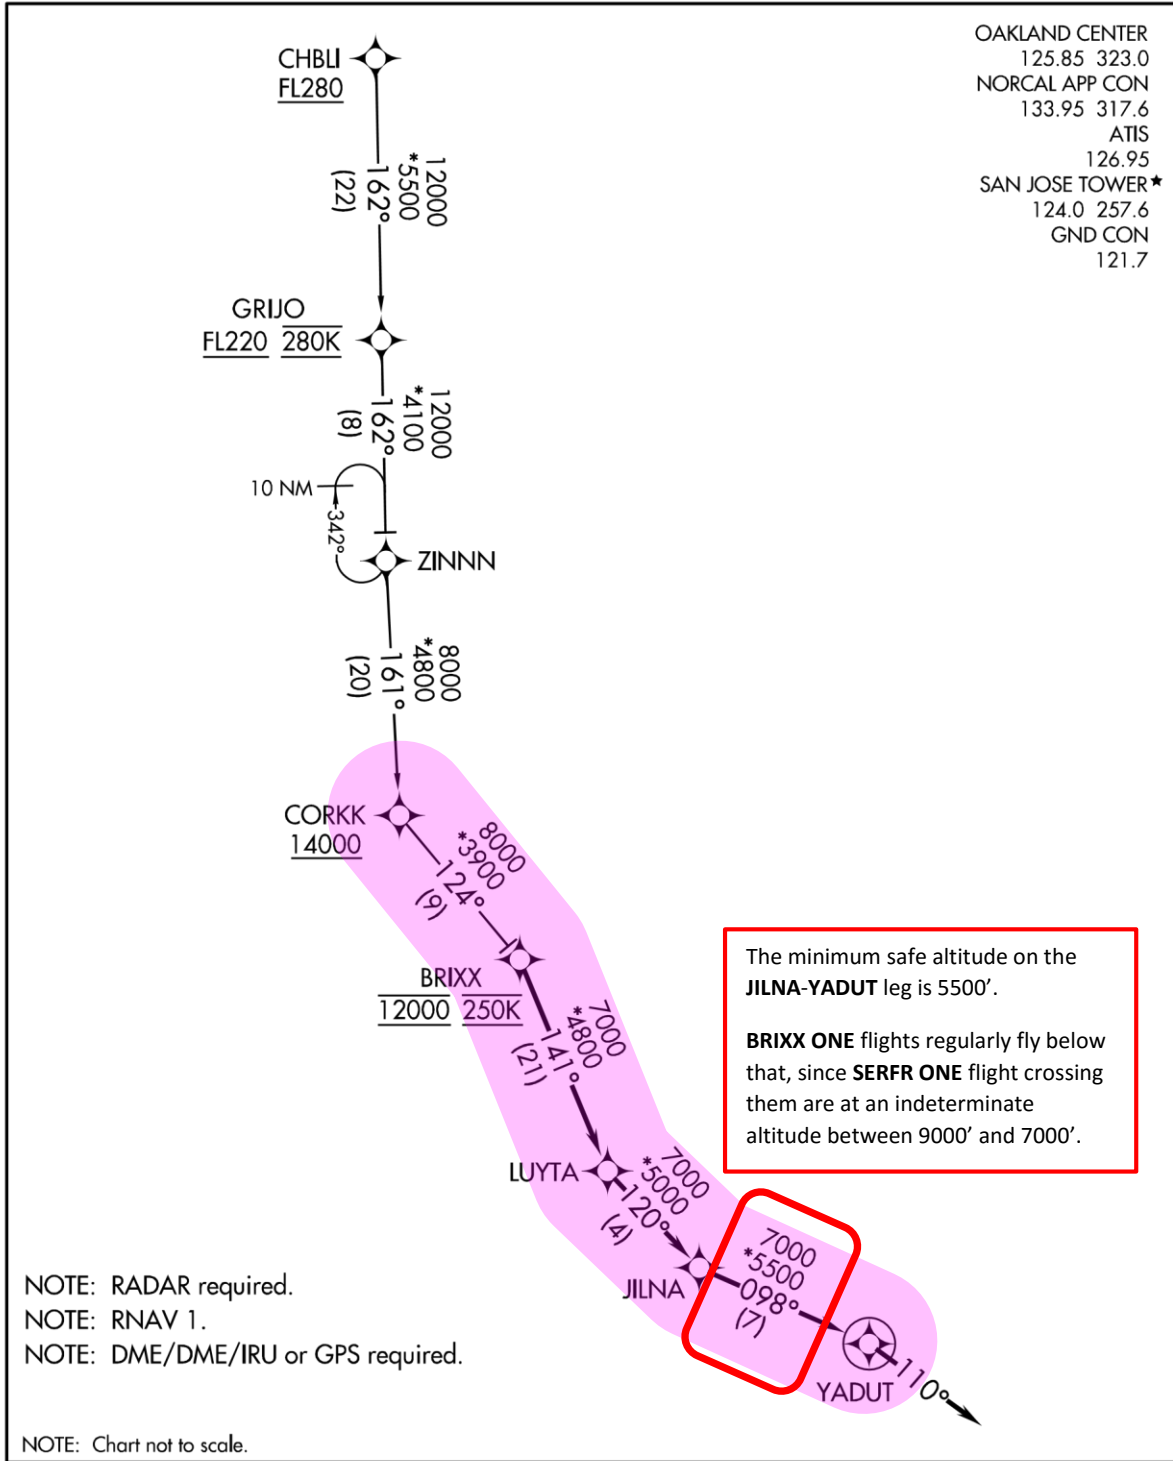 OAKLAND CENTER
125.85 323.0
NORCAL APP CON
133.95 317.6
ATIS
126.95
SAN JOSE TOWER★
124.0 257.6
GND CON
121.7
CHBLI
FL280
12000
*5500
162°
(22)
GRIJO
FL220 280K
12000
*4100
162°
(8)
10 NM
342°
ZINNN
8000
*4800
161°
(20)
CORKK
14000
8000
*3900
124°
(9)
BRIXX
12000 250K
7000
*4800
141°
(21)
The minimum safe altitude on the
JILNA-YADUT leg is 5500’.
BRIXX ONE flights regularly fly below
that, since SERFR ONE flight crossing
them are at an indeterminate
altitude between 9000’ and 7000’.
LUYTA
7000
*5000
120°
(4)
JILNA
7000
*5500
098°
(7)
YADUT
110°
NOTE: RADAR required.
NOTE: RNAV 1.
NOTE: DME/DME/IRU or GPS required.
NOTE: Chart not to scale.